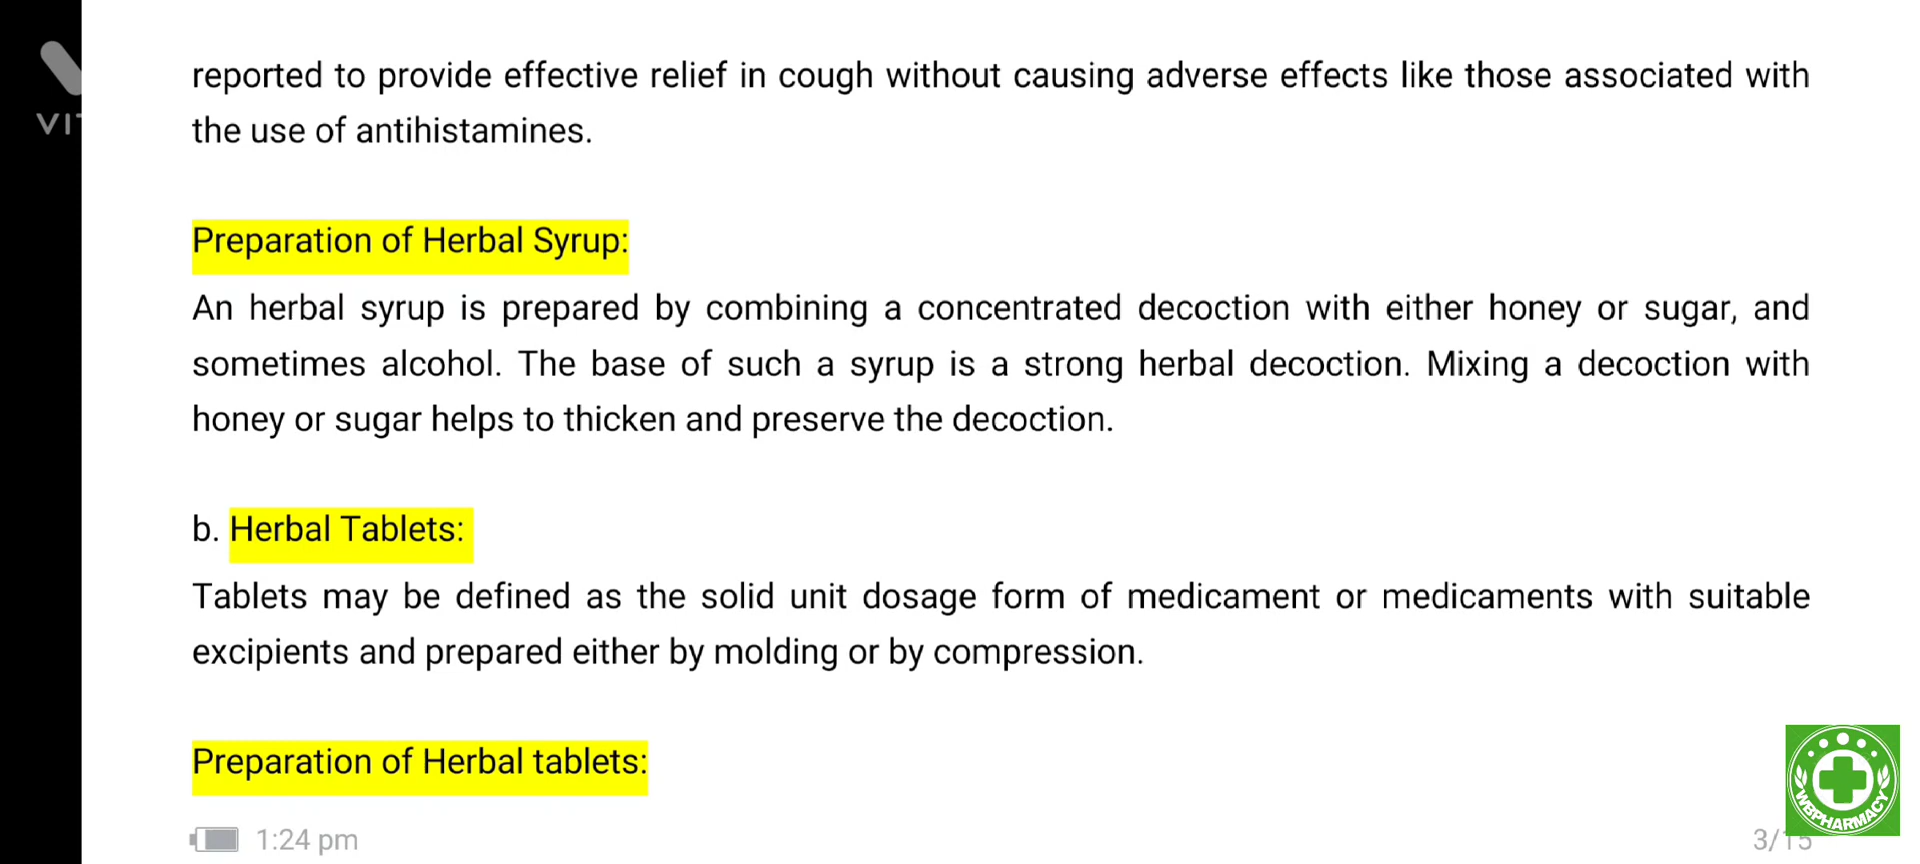 VIT
reported to provide effective relief in cough without causing adverse effects like those associated with
the use of antihistamines.
Preparation of Herbal Syrup:
An herbal syrup is prepared by combining a concentrated decoction with either honey or sugar, and
sometimes alcohol. The base of such a syrup is a strong herbal decoction. Mixing a decoction with
honey or sugar helps to thicken and preserve the decoction.
b. Herbal Tablets:
Tablets may be defined as the solid unit dosage form of medicament or medicaments with suitable
excipients and prepared either by molding or by compression.
Preparation of Herbal tablets:
WBPHARMACY
1:24 pm
3/15